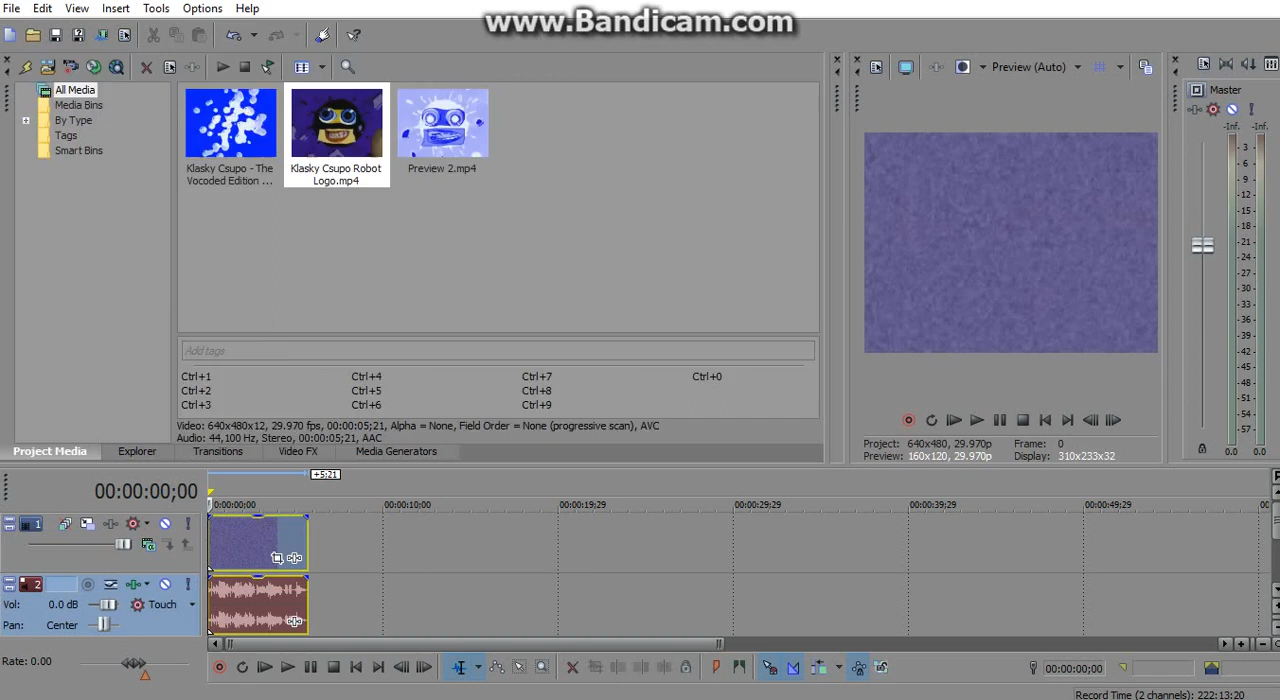 File Edit View Insert Tools Options Help
www.Bandicam.com
Preview (Auto)
Master
All Media
Media Bins
By Type
Tags
Smart Bins
Klasky Csupo - The
Vocoded Edition ...
Klasky Csupo Robot
Logo.mp4
Preview 2.mp4
-Inf. -Inf.
3
6
9
12
15
18
21
24
27
30
33
36
39
42
45
48
51
54
57
0.0 0.0
Add tags
Ctrl+1 Ctrl+4 Ctrl+7 Ctrl+0
Ctrl+2 Ctrl+5 Ctrl+8
Ctrl+3 Ctrl+6 Ctrl+9
Video: 640x480x12, 29.970 fps, 00:00:05;21, Alpha = None, Field Order = None (progressive scan), AVC
Audio: 44,100 Hz, Stereo, 00:00:05;21, AAC
Project Media Explorer Transitions Video FX Media Generators
Project: 640x480, 29.970p Frame: 0
Preview: 160x120, 29.970p Display: 310x233x32
00:00:00;00
+5;21
00:00:00;00 00:00:10;00 00:00:19;29 00:00:29;29 00:00:39;29 00:00:49;29 00
1
2
Vol: 0.0 dB Touch
Pan: Center
Rate: 0.00
00:00:00;00
Record Time (2 channels): 222:13:20